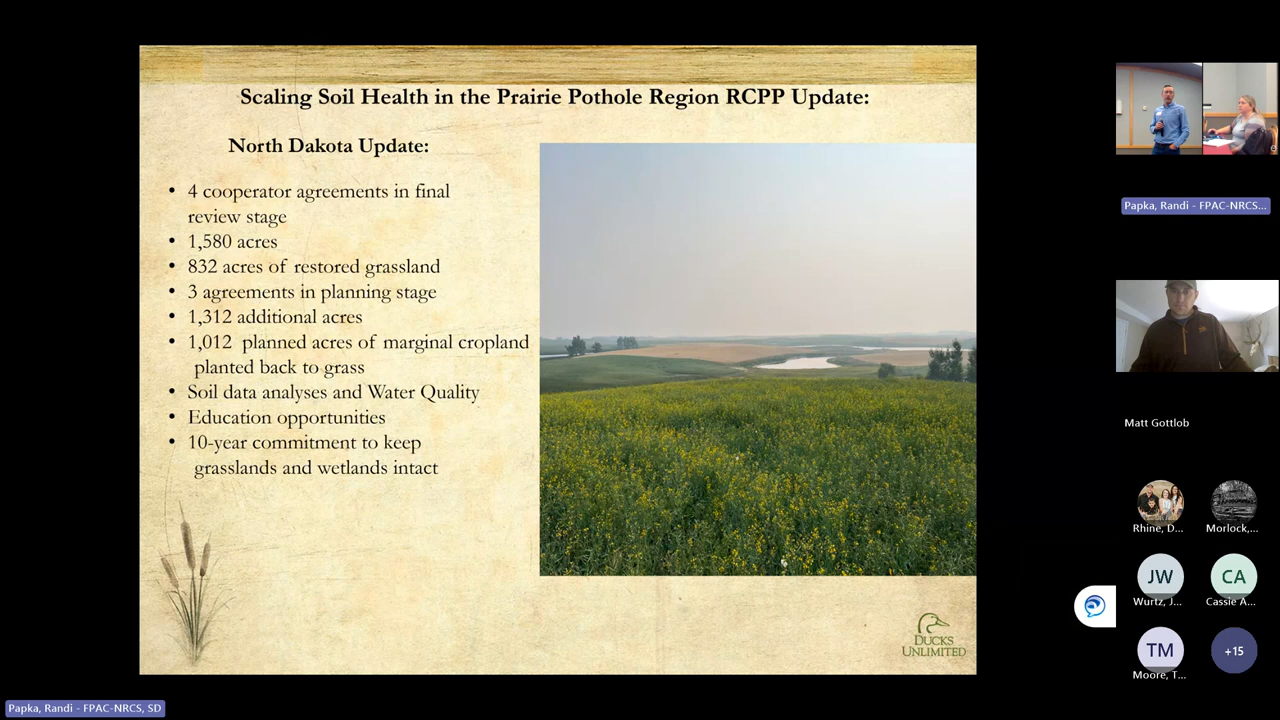 Scaling Soil Health in the Prairie Pothole Region RCPP Update:
North Dakota Update:
• 4 cooperator agreements in final
review stage
• 1,580 acres
• 832 acres of restored grassland
• 3 agreements in planning stage
• 1,312 additional acres
• 1,012 planned acres of marginal cropland
planted back to grass
• Soil data analyses and Water Quality
• Education opportunities
• 10-year commitment to keep
grasslands and wetlands intact
DUCKS
UNLIMITED
Papka, Randi - FPAC-NRCS...
Matt Gottlob
Rhine, D...
Morlock,...
JW
Wurtz, J...
CA
Cassie A...
TM
Moore, T...
+15
Papka, Randi - FPAC-NRCS, SD